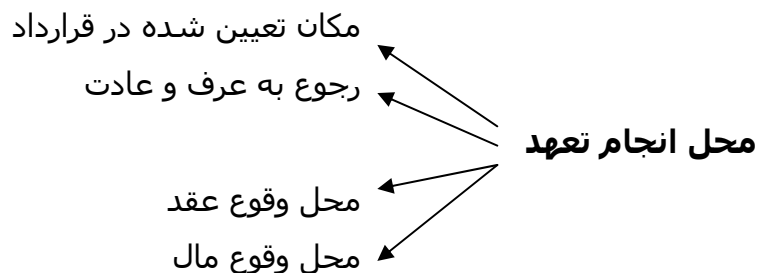 مکان تعیین شده در قرارداد
رجوع به عرف و عادت
محل انجام تعهد
محل وقوع عقد
محل وقوع مال